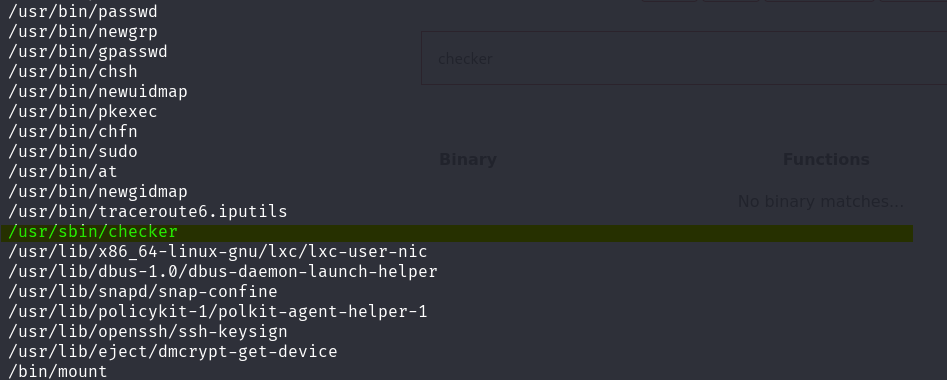 /usr/bin/passwd
/usr/bin/newgrp
/usr/bin/gpasswd
/usr/bin/chsh
checker
/usr/bin/newuidmap
/usr/bin/pkexec
/usr/bin/chfn
/usr/bin/sudo
Binary Functions
/usr/bin/at
/usr/bin/newgidmap
No binary matches...
/usr/bin/traceroute6.iputils
/usr/sbin/checker
/usr/lib/x86_64-linux-gnu/lxc/lxc-user-nic
/usr/lib/dbus-1.0/dbus-daemon-launch-helper
/usr/lib/snapd/snap-confine
/usr/lib/policykit-1/polkit-agent-helper-1
/usr/lib/openssh/ssh-keysign
/usr/lib/eject/dmcrypt-get-device
/bin/mount